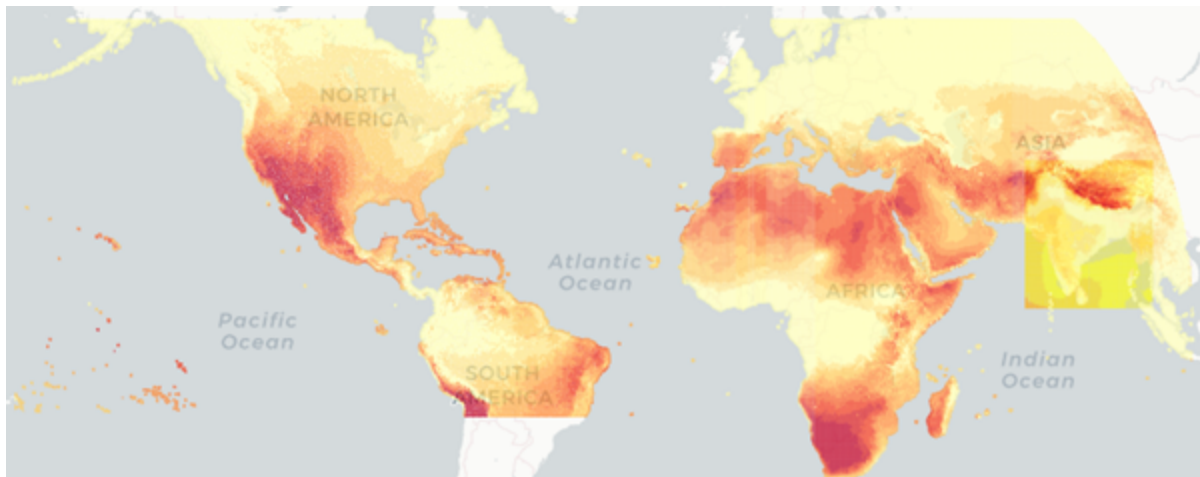 NORTH
AMERICA
ASIA
Atlantic
Ocean
AFRICA
Pacific
Ocean
Indian
Ocean
SOUTH
AMERICA